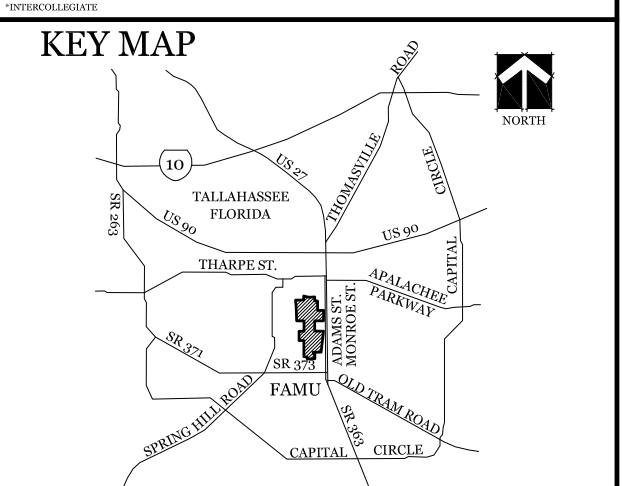 *INTERCOLLEGIATE
KEY MAP
ROAD
NORTH
10
US 27
THOMASVILLE
CIRCLE
TALLAHASSEE
FLORIDA
SR 263
US 90
US 90
CAPITAL
THARPE ST.
APALACHEE
PARKWAY
ADAMS ST.
MONROE ST.
SR 371
SR 373
FAMU
SPRING HILL ROAD
OLD TRAM ROAD
SR 363
CAPITAL CIRCLE